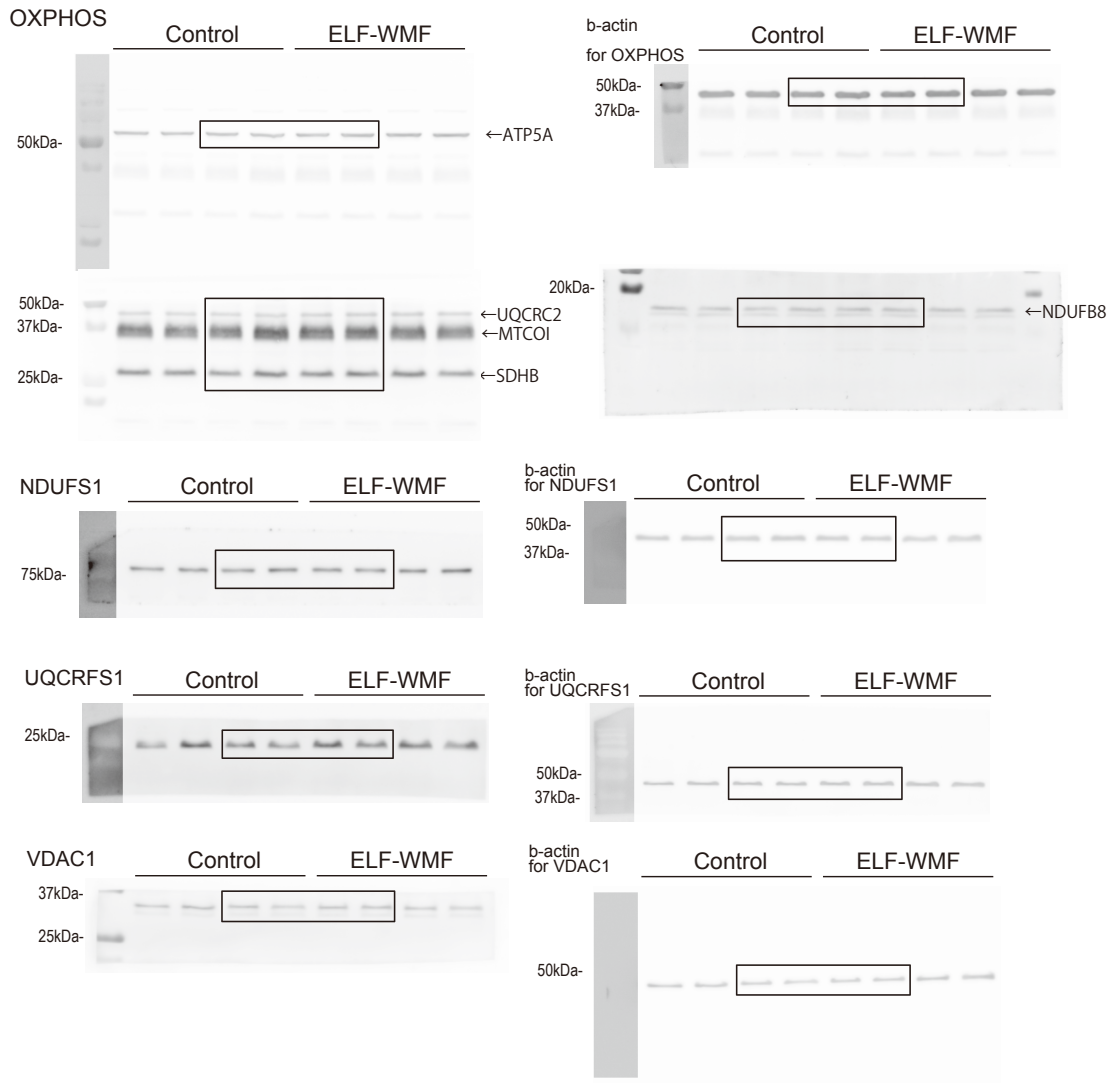 OXPHOS
Control ELF-WMF
50kDa-
←ATP5A
50kDa-
37kDa-
25kDa-
←UQCRC2
←MTCOI
←SDHB
b-actin
for OXPHOS
Control ELF-WMF
50kDa-
37kDa-
20kDa-
←NDUFB8
NDUFS1
Control ELF-WMF
75kDa-
b-actin
for NDUFS1
Control ELF-WMF
50kDa-
37kDa-
UQCRFS1
Control ELF-WMF
25kDa-
b-actin
for UQCRFS1
Control ELF-WMF
50kDa-
37kDa-
VDAC1
Control ELF-WMF
37kDa-
25kDa-
b-actin
for VDAC1
Control ELF-WMF
50kDa-